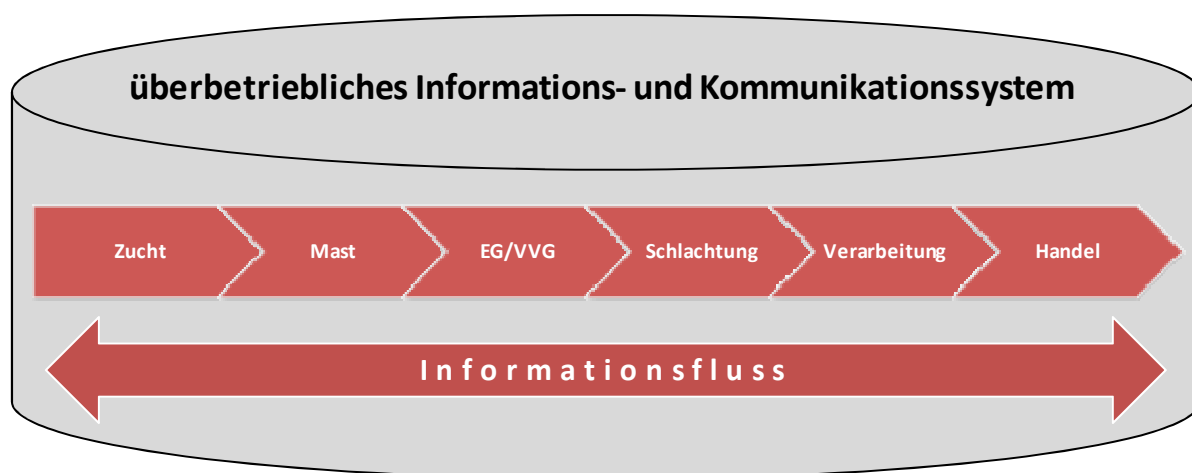 überbetriebliches Informations- und Kommunikationssystem
Zucht Mast EG/VVG Schlachtung Verarbeitung Handel
Informationsfluss